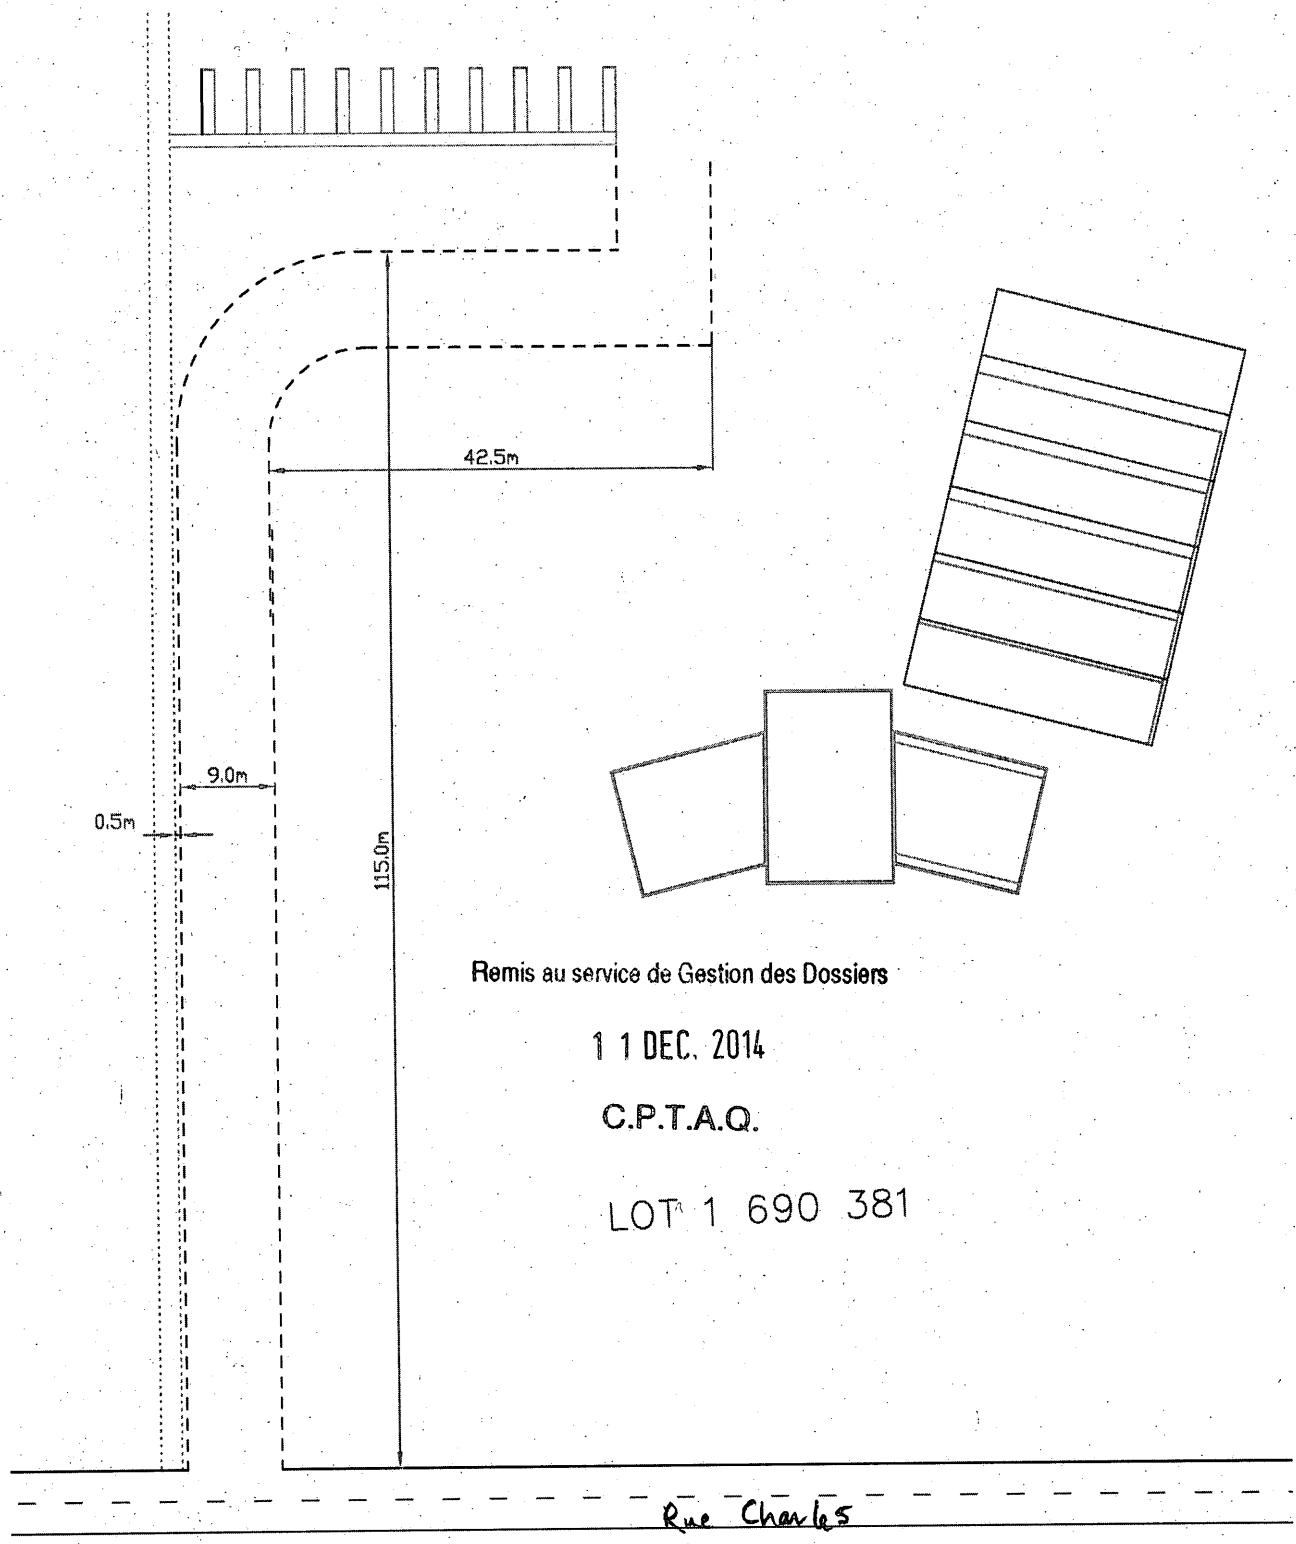 42.5m
9.0m
0.5m
115.0m
Remis au service de Gestion des Dossiers
1 1 DEC. 2014
C.P.T.A.Q.
LOT 1 690 381
Rue Charles